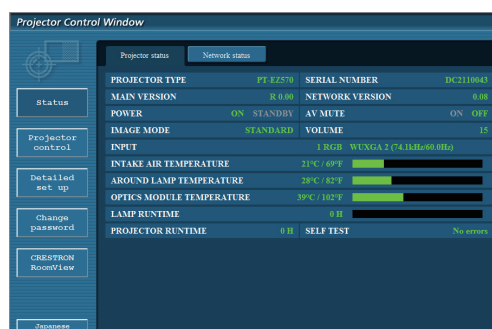 Projector Control Window
Projector status
Network status
PROJECTOR TYPE PT-EZ570 SERIAL NUMBER DC2110043
MAIN VERSION R 0.00 NETWORK VERSION 0.08
POWER ON STANDBY AV MUTE ON OFF
IMAGE MODE STANDARD VOLUME 15
INPUT 1 RGB WUXGA 2 (74.1kHz/60.0Hz)
INTAKE AIR TEMPERATURE 21°C / 69°F
AROUND LAMP TEMPERATURE 28°C / 82°F
OPTICS MODULE TEMPERATURE 39°C / 102°F
LAMP RUNTIME 0 H
PROJECTOR RUNTIME 0 H SELF TEST No errors
Status
Projector
control
Detailed
set up
Change
password
CRESTRON
RoomView
Japanese